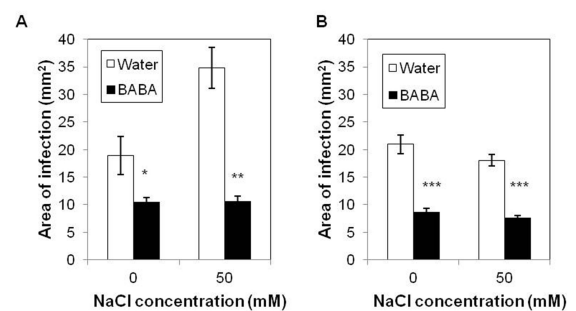 A
Area of infection (mm²)
40
35
30
25
20
15
10
5
0
Water
BABA
*
**
0
50
NaCl concentration (mM)
B
Area of infection (mm²)
40
35
30
25
20
15
10
5
0
Water
BABA
***
***
0
50
NaCl concentration (mM)